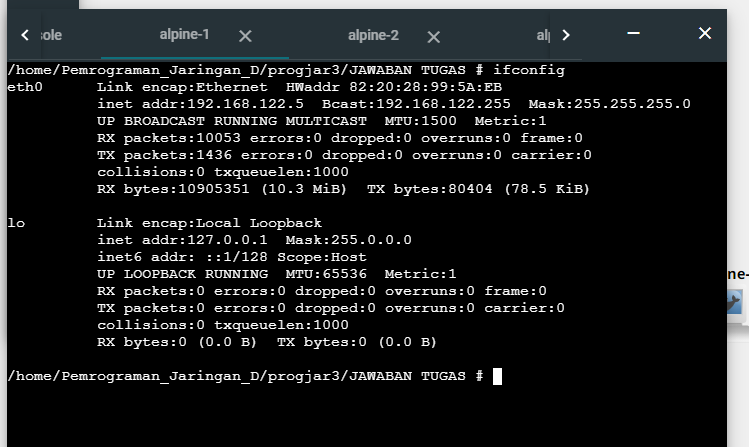 sole
alpine-1
alpine-2
/home/Pemrograman_Jaringan_D/progjar3/JAWABAN TUGAS # ifconfig
eth0      Link encap:Ethernet  HWaddr 82:20:28:99:5A:EB
          inet addr:192.168.122.5  Bcast:192.168.122.255  Mask:255.255.255.0
          UP BROADCAST RUNNING MULTICAST  MTU:1500  Metric:1
          RX packets:10053 errors:0 dropped:0 overruns:0 frame:0
          TX packets:1436 errors:0 dropped:0 overruns:0 carrier:0
          collisions:0 txqueuelen:1000
          RX bytes:10905351 (10.3 MiB)  TX bytes:80404 (78.5 KiB)

lo        Link encap:Local Loopback
          inet addr:127.0.0.1  Mask:255.0.0.0
          inet6 addr: ::1/128 Scope:Host
          UP LOOPBACK RUNNING  MTU:65536  Metric:1
          RX packets:0 errors:0 dropped:0 overruns:0 frame:0
          TX packets:0 errors:0 dropped:0 overruns:0 carrier:0
          collisions:0 txqueuelen:1000
          RX bytes:0 (0.0 B)  TX bytes:0 (0.0 B)

/home/Pemrograman_Jaringan_D/progjar3/JAWABAN TUGAS #
ne-